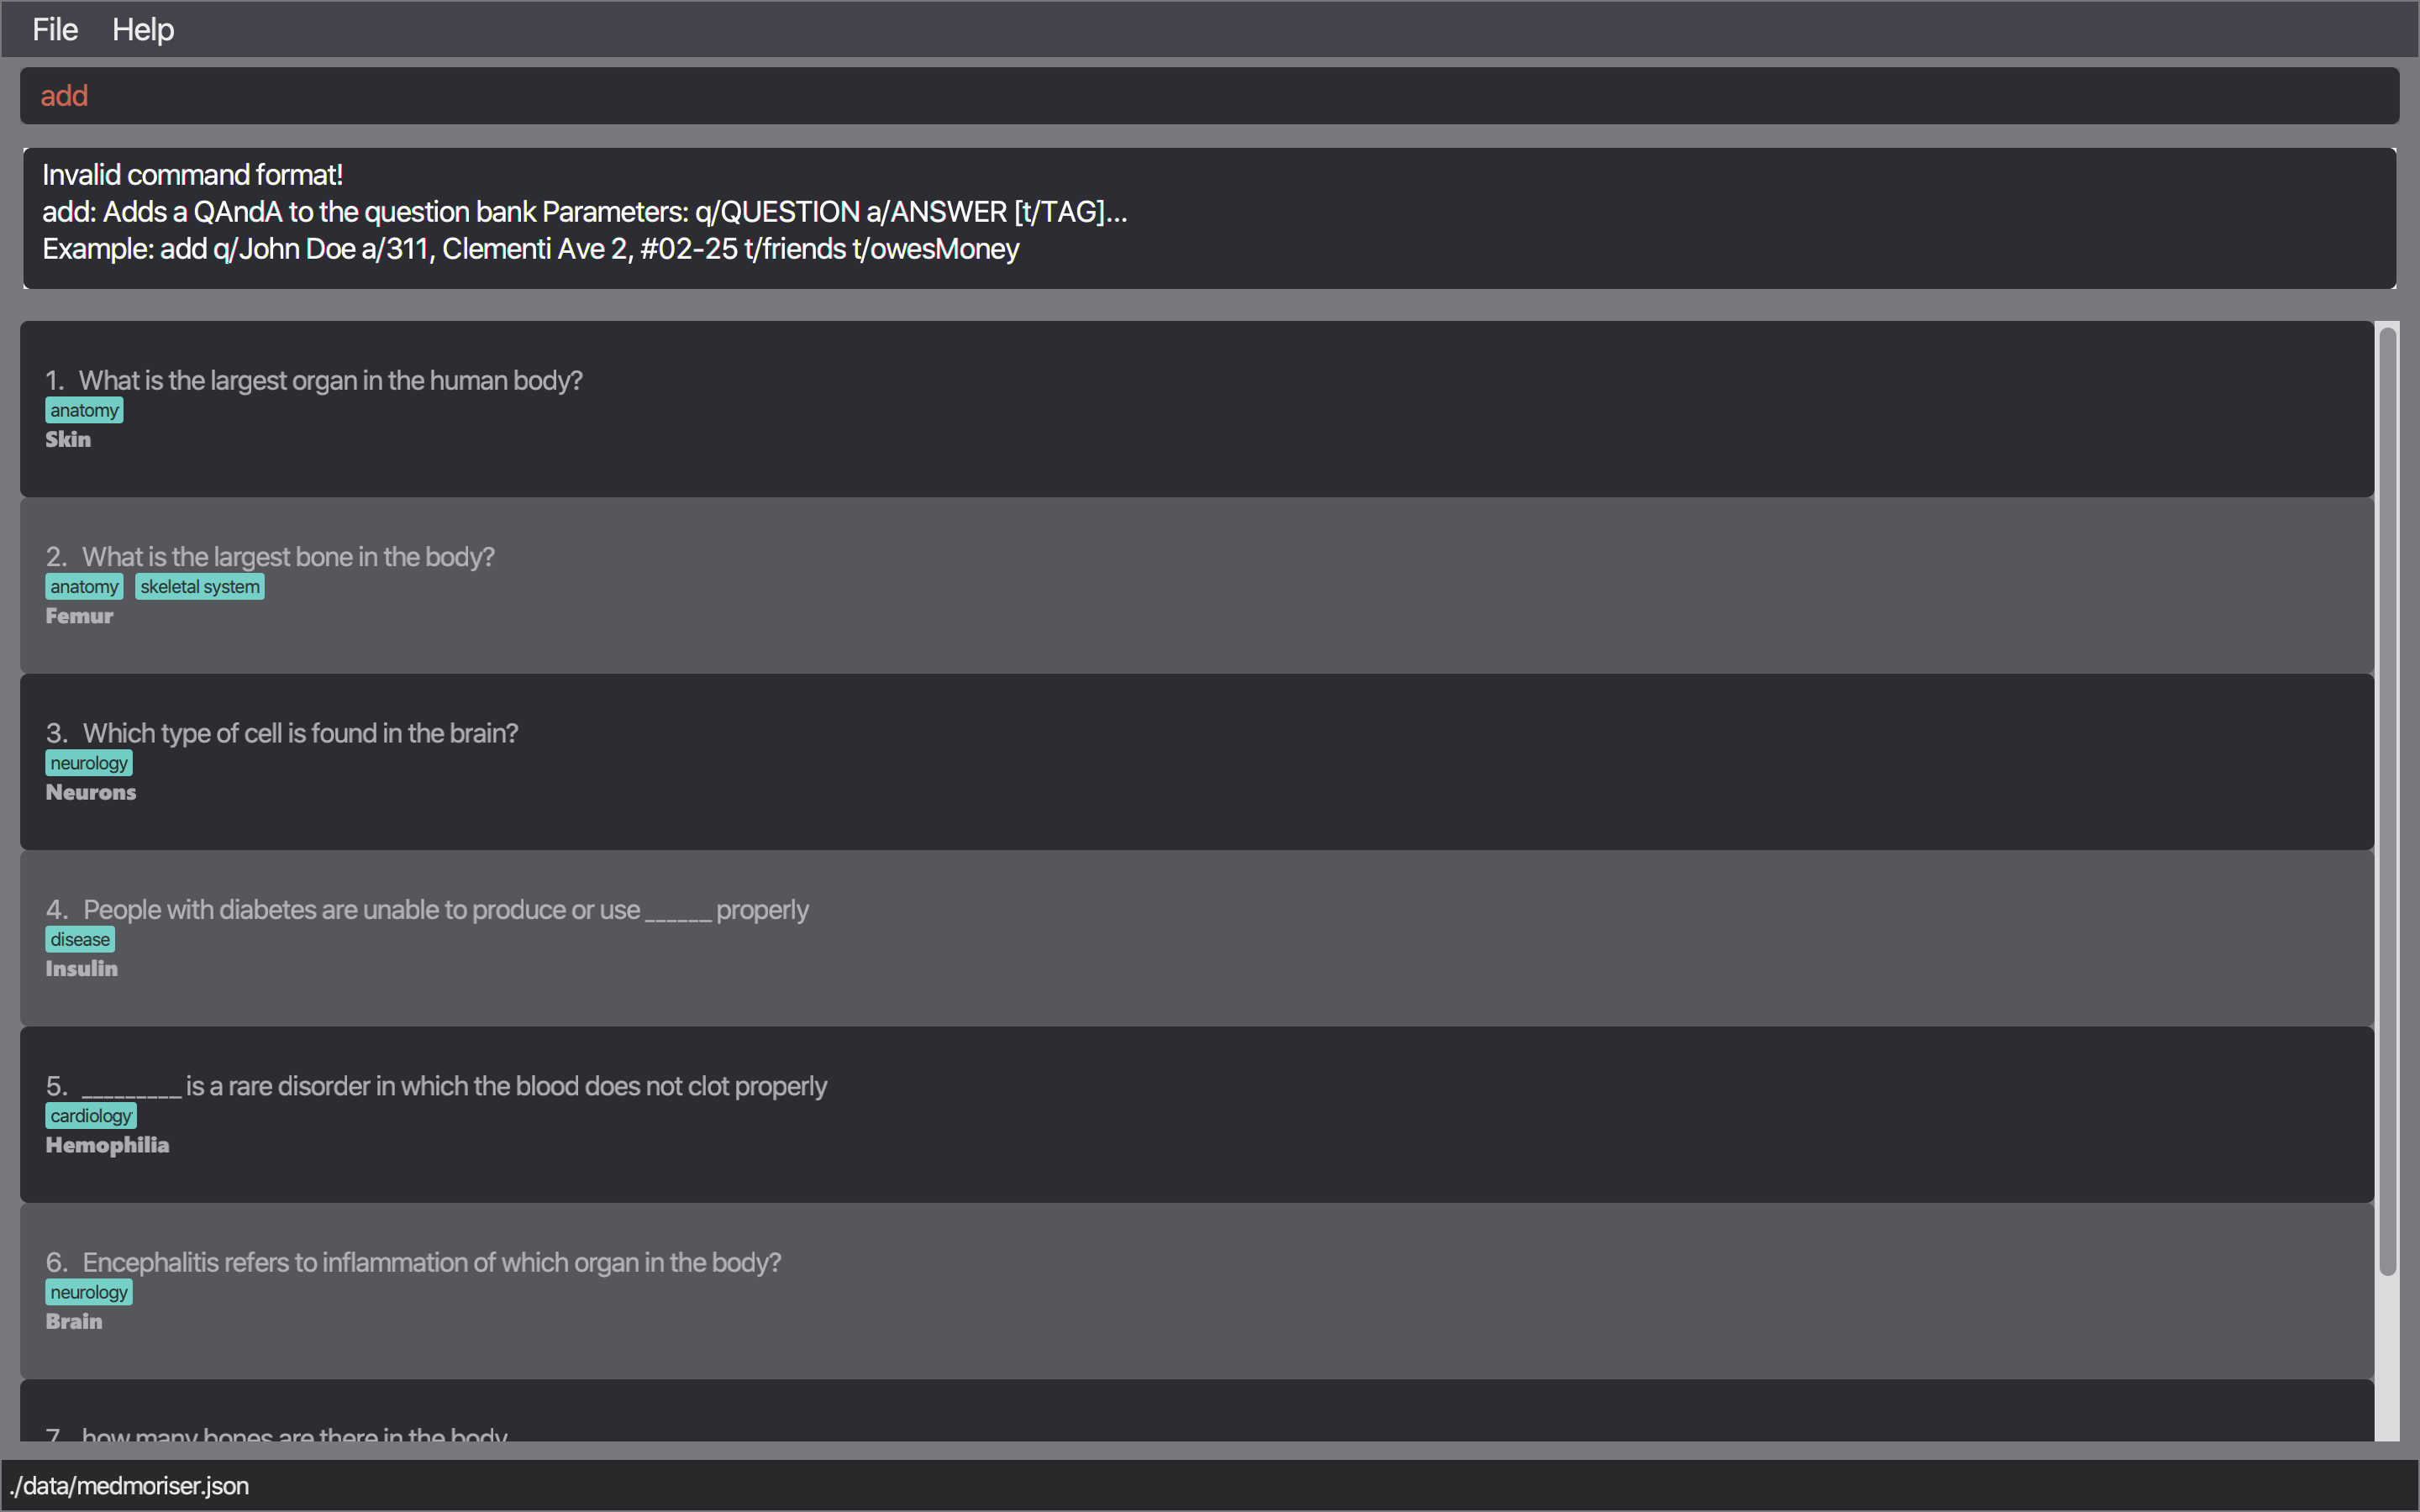 File Help
add
Invalid command format!
add: Adds a QAndA to the question bank Parameters: q/QUESTION a/ANSWER [t/TAG]...
Example: add q/John Doe a/311, Clementi Ave 2, #02-25 t/friends t/owesMoney
1. What is the largest organ in the human body?
anatomy
Skin
2. What is the largest bone in the body?
anatomy skeletal system
Femur
3. Which type of cell is found in the brain?
neurology
Neurons
4. People with diabetes are unable to produce or use ______ properly
disease
Insulin
5. _________ is a rare disorder in which the blood does not clot properly
cardiology
Hemophilia
6. Encephalitis refers to inflammation of which organ in the body?
neurology
Brain
7. how many bones are there in the body
./data/medmoriser.json